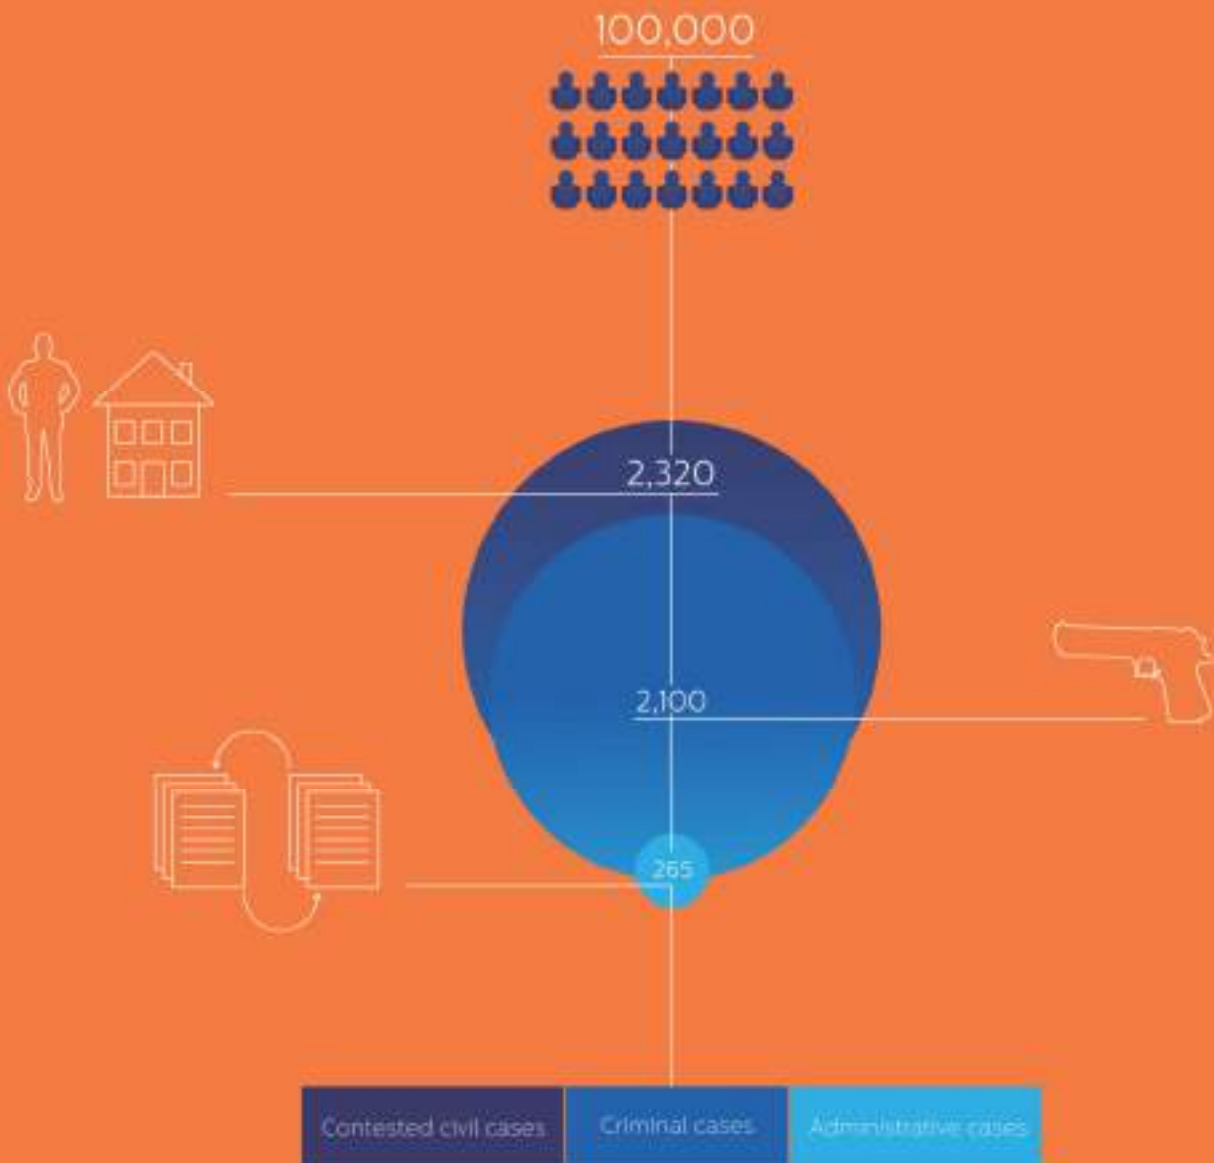 100,000
2,320
2,100
265
Contested civil cases
Criminal cases
Administrative cases